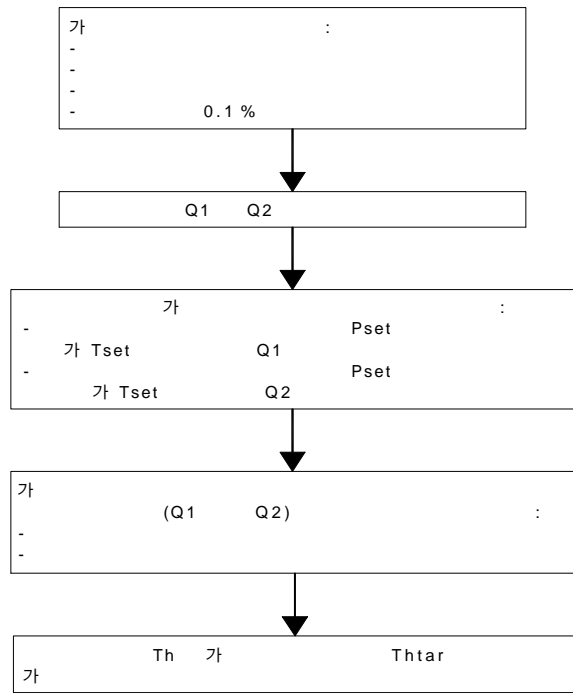 가 :
-
-
-
- 0.1%
Q1 Q2
가 :
- Pset
가 Tset Q1
- Pset
가 Tset Q2
가
(Q1 Q2) :
-
-
Th 가 Thtar
가